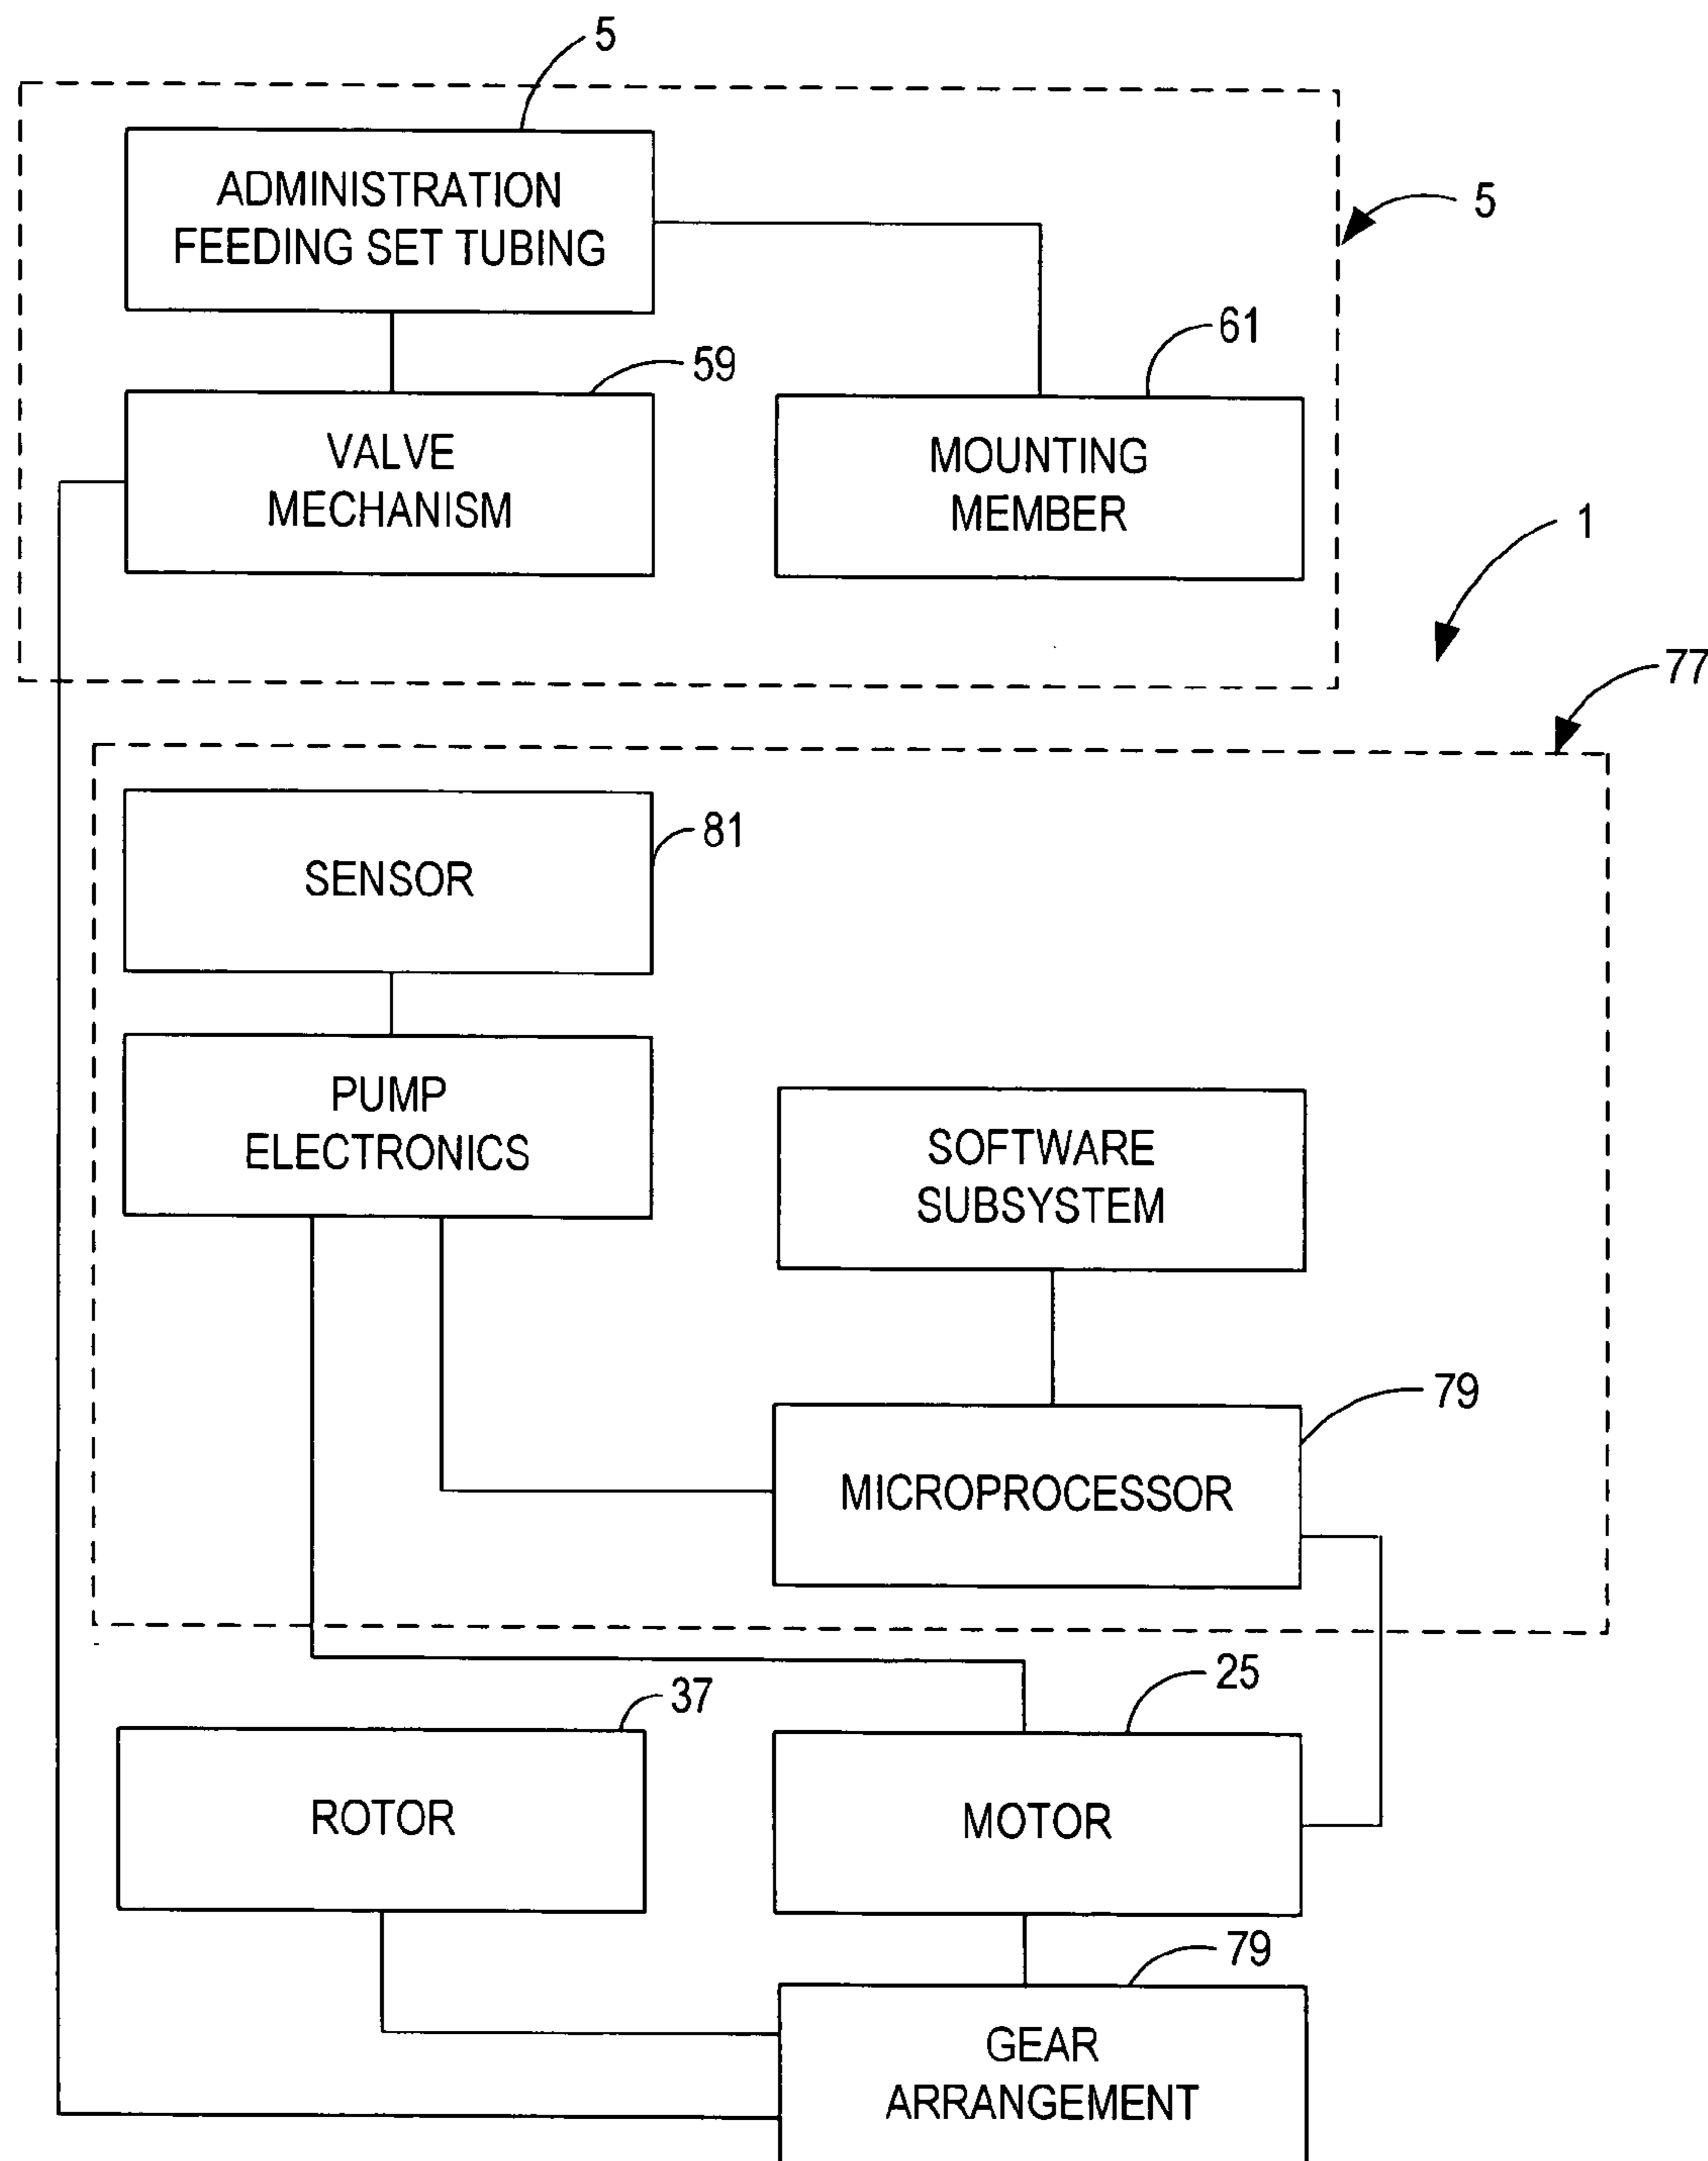 5
ADMINISTRATION
FEEDING SET TUBING
5
61
59
VALVE
MECHANISM
MOUNTING
MEMBER
1
77
81
SENSOR
PUMP
ELECTRONICS
SOFTWARE
SUBSYSTEM
79
MICROPROCESSOR
25
37
ROTOR
MOTOR
79
GEAR
ARRANGEMENT